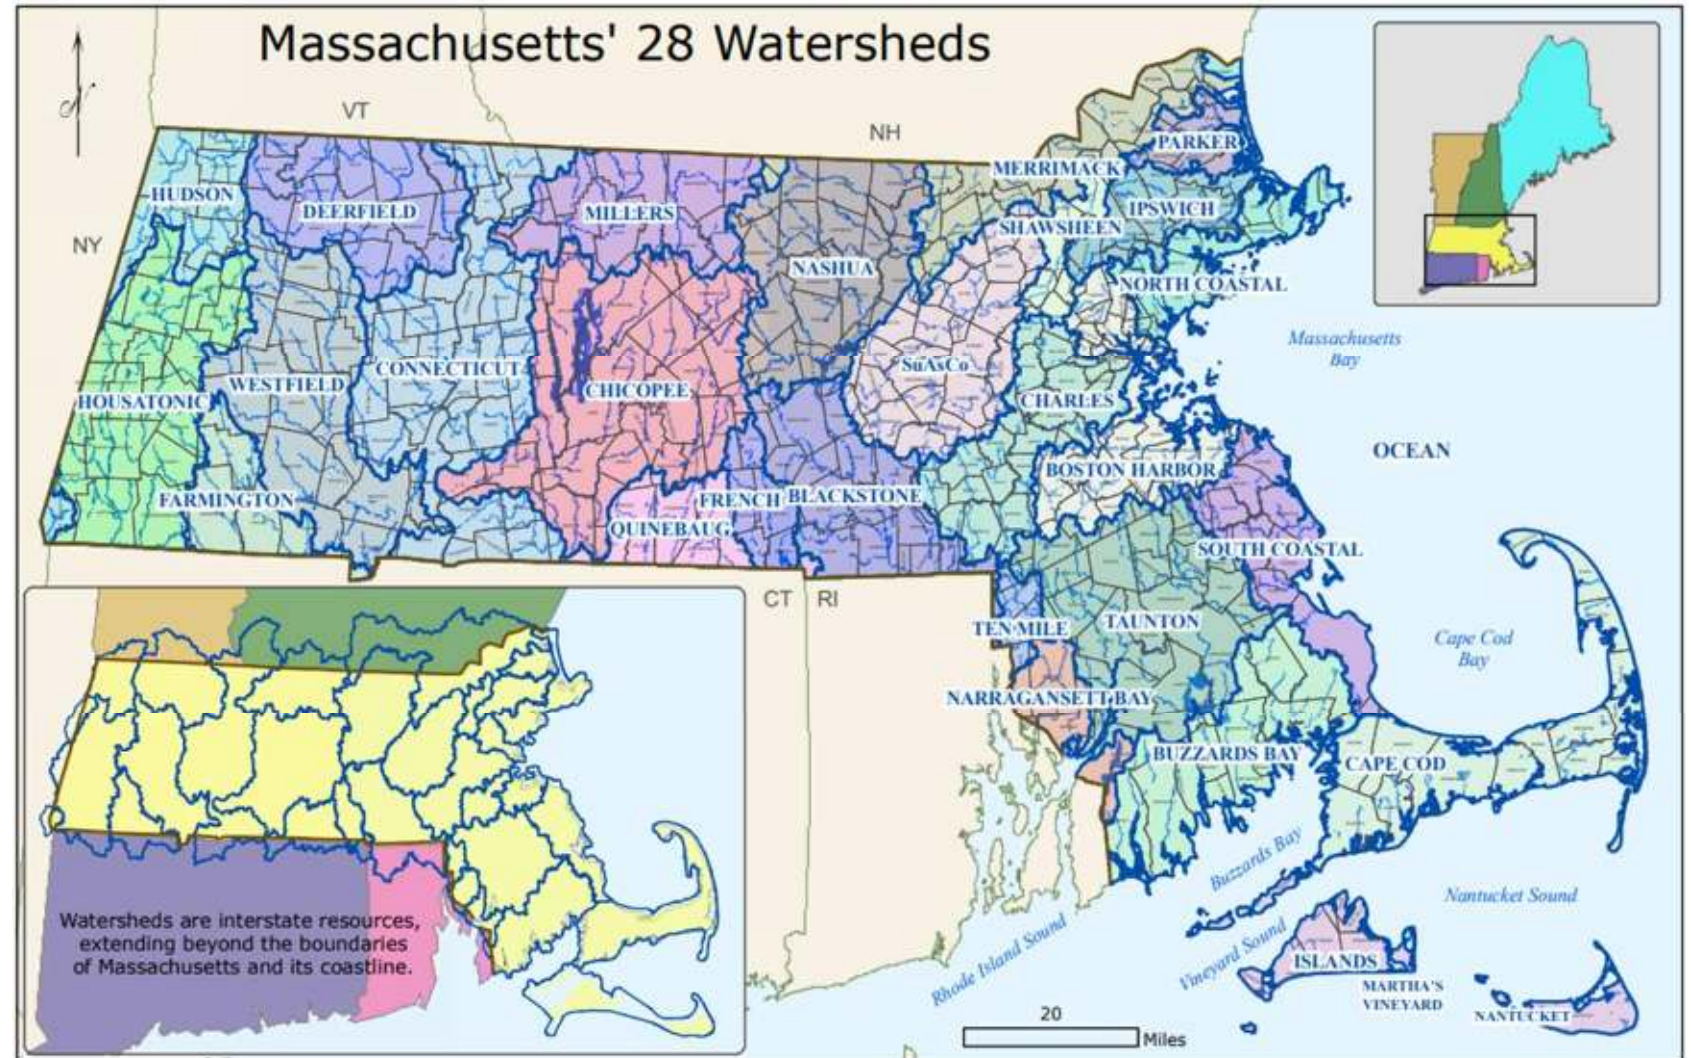 Massachusetts' 28 Watersheds
VT
NH
NY
PARKER
MERRIMACK
HUDSON
DEERFIELD
MILLERS
IPSWICH
SHAWSHEEN
NASHUA
NORTH COASTAL
Massachusetts
Bay
SuAsCo
CONNECTICUT
WESTFIELD
CHICOPEE
HOUSATONIC
CHARLES
OCEAN
BOSTON HARBOR
FARMINGTON
FRENCH
BLACKSTONE
QUINEBAUG
SOUTH COASTAL
CT
RI
TEN MILE
TAUNTON
Cape Cod
Bay
NARRAGANSETT BAY
BUZZARDS BAY
CAPE COD
Buzzards Bay
Nantucket Sound
Watersheds are interstate resources,
extending beyond the boundaries
of Massachusetts and its coastline.
Rhode Island Sound
Vineyard Sound
ISLANDS
MARTHA'S
VINEYARD
NANTUCKET
20
Miles